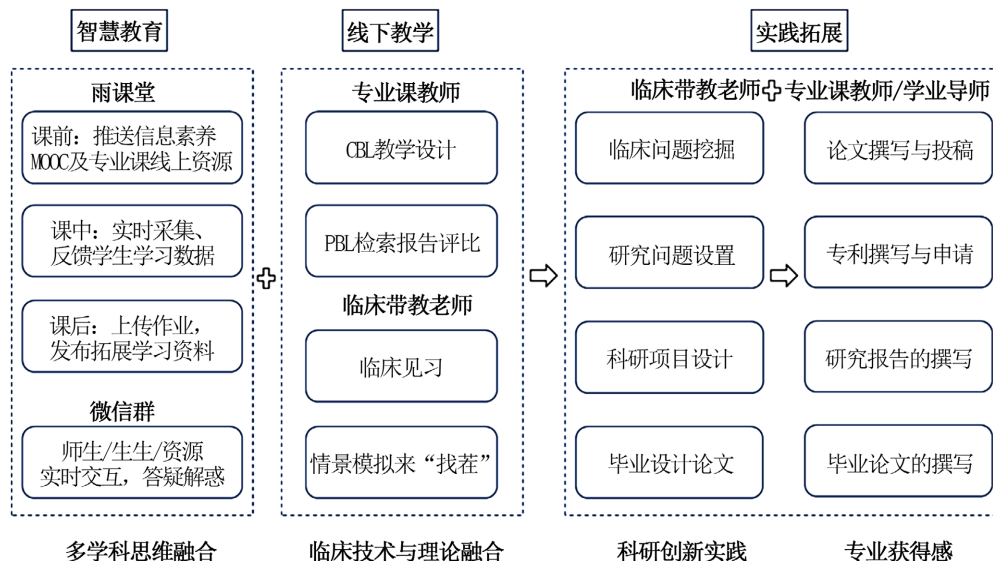 智慧教育
线下教学
实践拓展
雨课堂
课前：推送信息素养
MOOC及专业课线上资源
课中：实时采集、
反馈学生学习数据
课后：上传作业，
发布拓展学习资料
微信群
师生/生生/资源
实时交互，答疑解惑
多学科思维融合
专业课教师
CBL教学设计
PBL检索报告评比
临床带教老师
临床见习
情景模拟来“找茬”
临床技术与理论融合
临床带教老师+专业课教师/学业导师
临床问题挖掘
研究问题设置
科研项目设计
毕业设计论文
科研创新实践
论文撰写与投稿
专利撰写与申请
研究报告的撰写
毕业论文的撰写
专业获得感